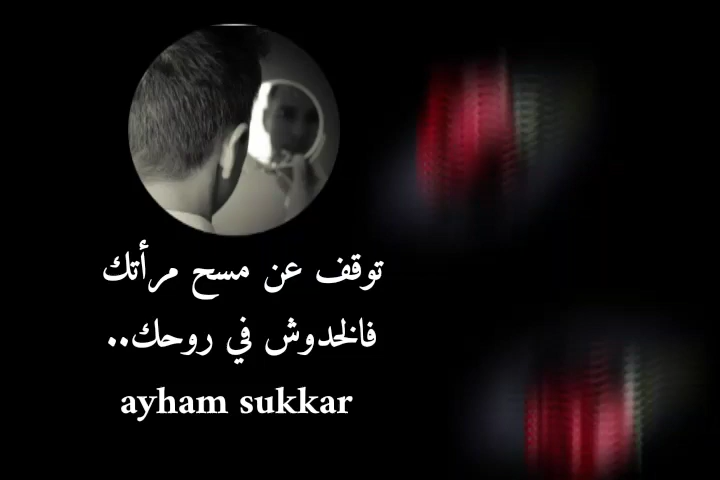 توقف عن مسح مرأتك
فالخدوش في روحك..
ayham sukkar